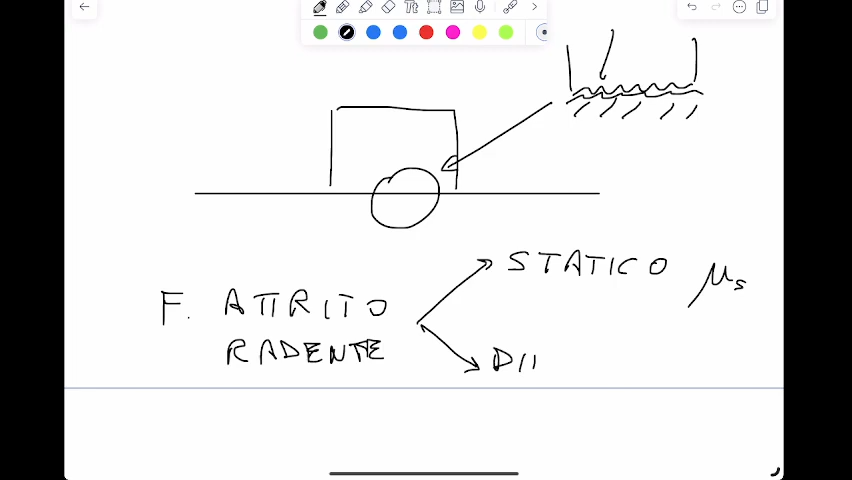 F. ATTRITO
RADENTE
STATICO μs